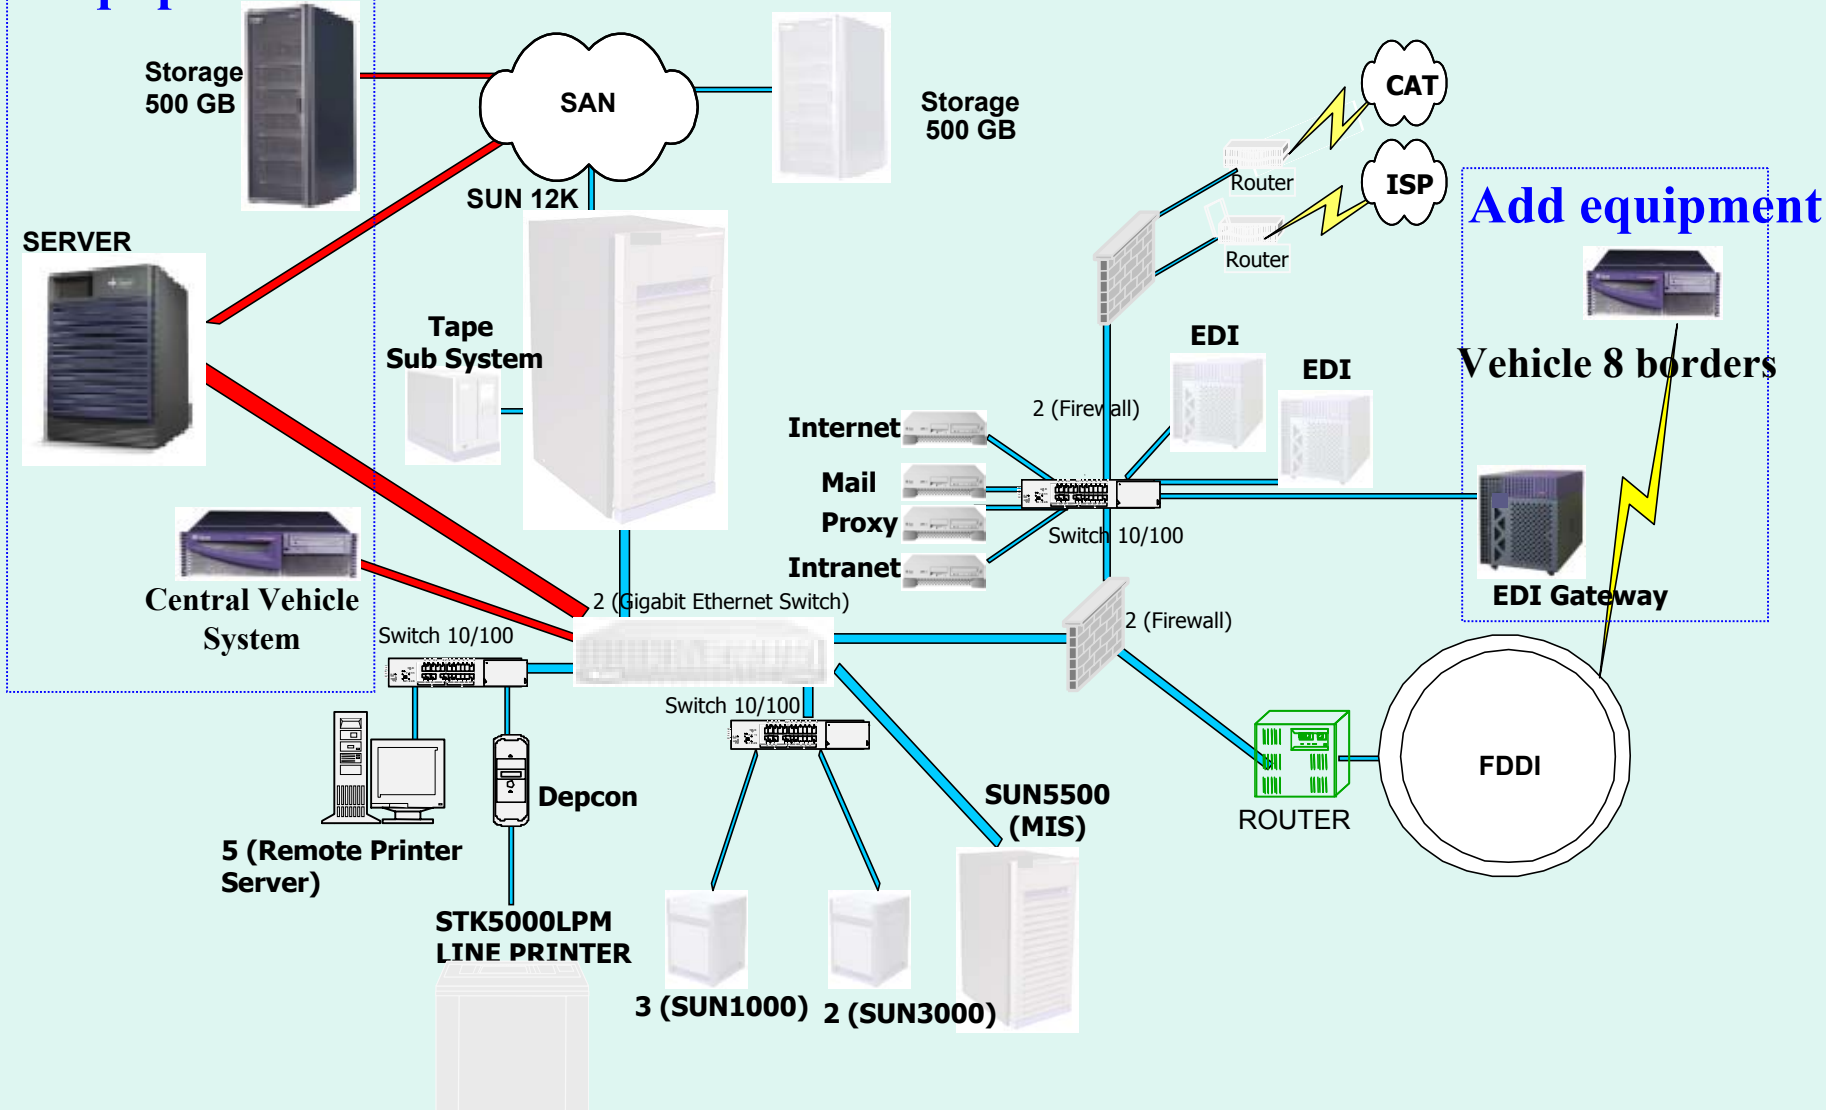 Storage
500 GB
SAN
Storage
500 GB
CAT
ISP
Router
Router
Add equipment
SERVER
SUN 12K
Tape
Sub System
Vehicle 8 borders
EDI
EDI
2 (Firewall)
Internet
Mail
Proxy
Intranet
Switch 10/100
EDI Gateway
Central Vehicle
System
2 (Gigabit Ethernet Switch)
2 (Firewall)
Switch 10/100
Switch 10/100
FDDI
ROUTER
Depcon
SUN5500
(MIS)
5 (Remote Printer
Server)
STK5000LPM
LINE PRINTER
3 (SUN1000)
2 (SUN3000)